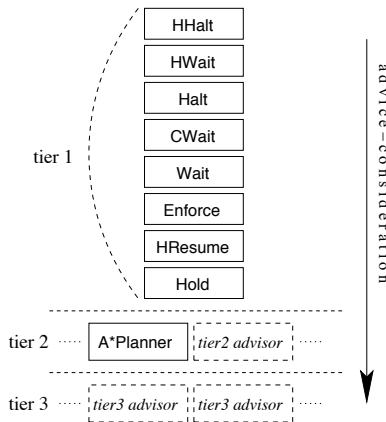 HHalt
HWait
Halt
CWait
tier 1
Wait
Enforce
HResume
Hold
advice-consideration
tier 2 ····· A*Planner tier2 advisor ·····
tier 3 ····· tier3 advisor tier3 advisor ·····